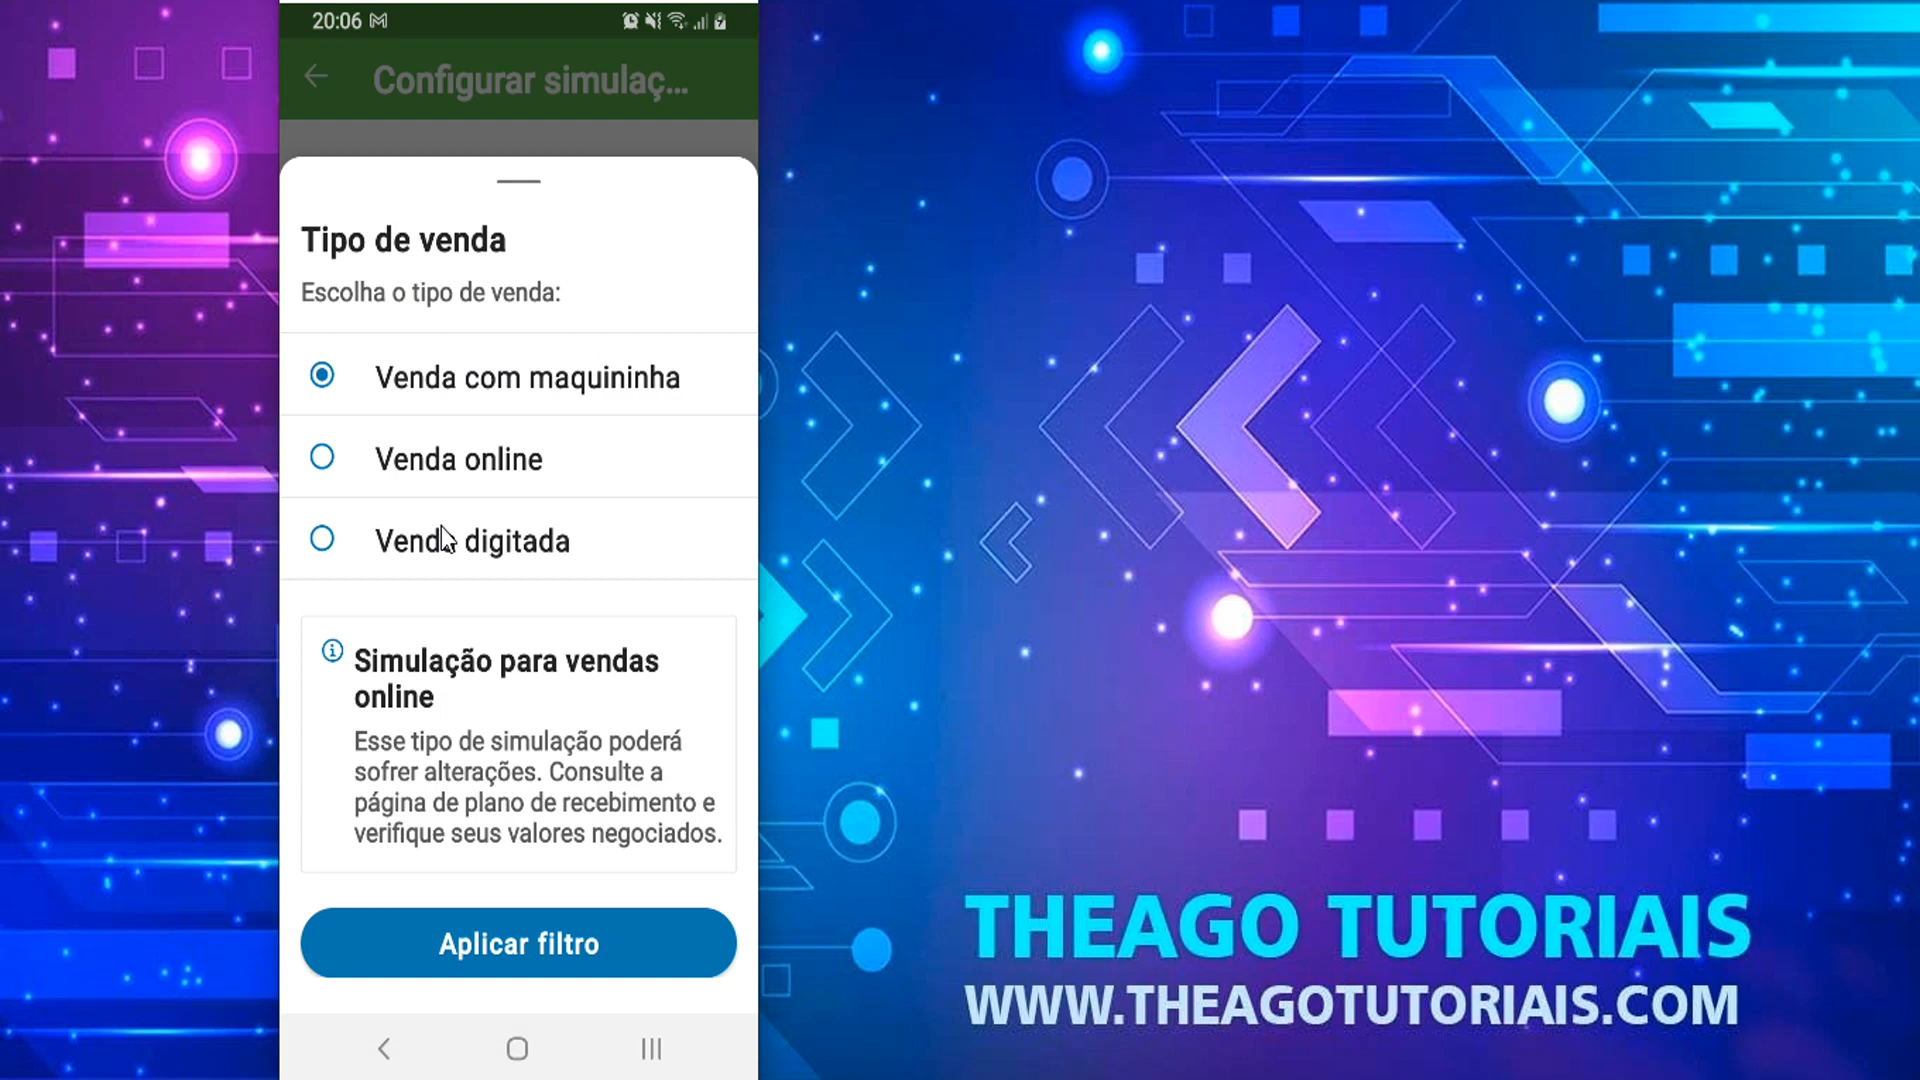 20:06
Configurar simulaç...
Tipo de venda
Escolha o tipo de venda:
Venda com maquininha
Venda online
Venda digitada
Simulação para vendas
online
Esse tipo de simulação poderá
sofrer alterações. Consulte a
página de plano de recebimento e
verifique seus valores negociados.
Aplicar filtro
THEAGO TUTORIAIS
WWW.THEAGOTUTORIAIS.COM